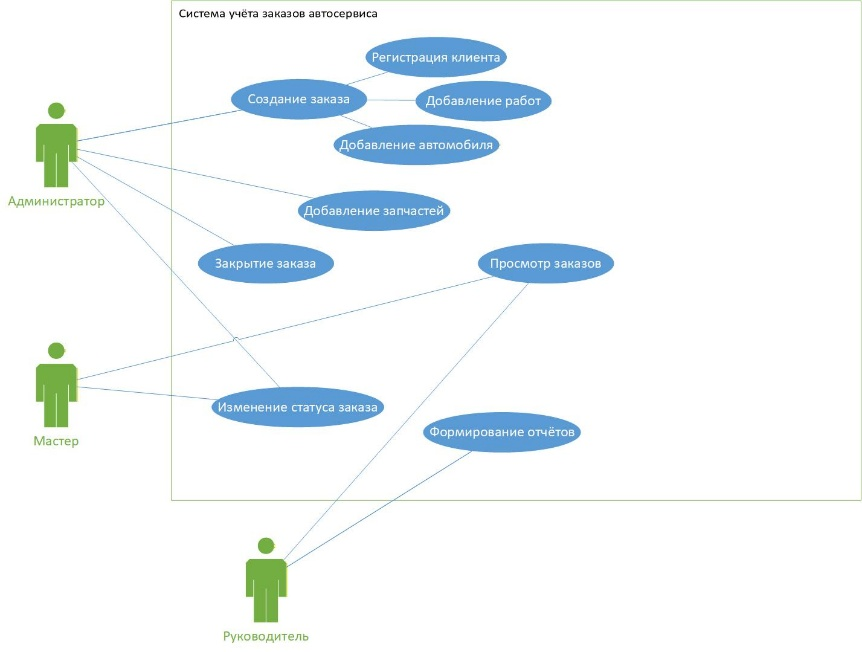 Система учёта заказов автосервиса
Регистрация клиента
Создание заказа
Добавление работ
Добавление автомобиля
Администратор
Добавление запчастей
Закрытие заказа
Просмотр заказов
Изменение статуса заказа
Мастер
Формирование отчётов
Руководитель